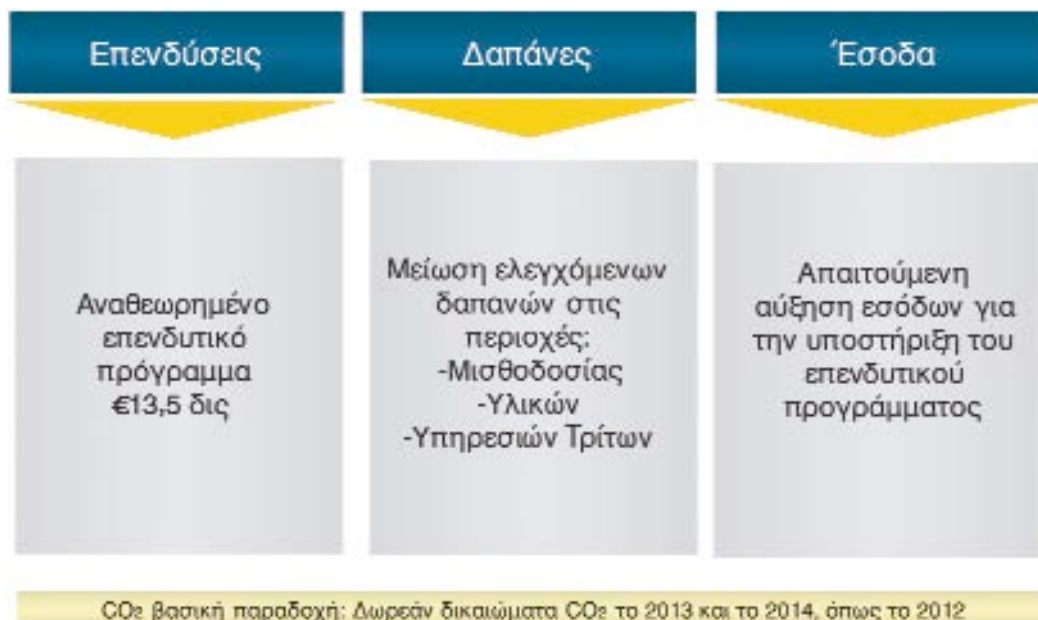 Επενδύσεις
Αναθεωρημένο
επενδυτικό
πρόγραμμα
€13,5 δις
Δαπάνες
Μείωση ελεγχόμενων
δαπανών στις
περιοχές:
-Μισθοδοσίας
-Υλικών
-Υπηρεσιών Τρίτων
Έσοδα
Απαιτούμενη
αύξηση εσόδων για
την υποστήριξη του
επενδυτικού
προγράμματος
CO₂ βασική παραδοχή: Δωρεάν δικαιώματα CO₂ το 2013 και το 2014, όπως το 2012